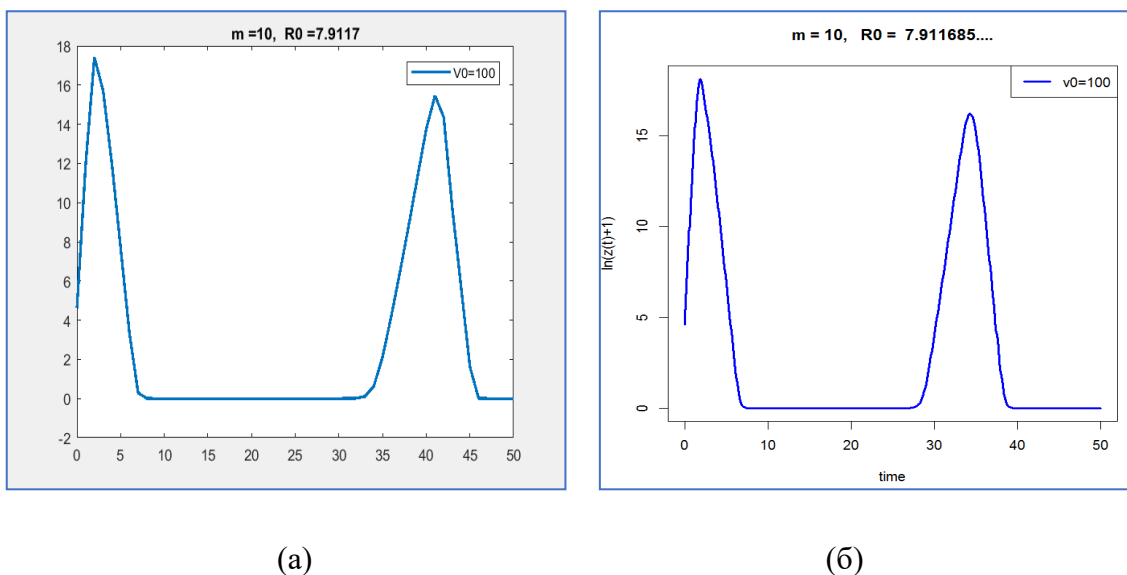 m =10,  R0 =7.9117
V0=100
18
16
14
12
10
8
6
4
2
0
-2
0 5 10 15 20 25 30 35 40 45 50
m = 10,   R0 =  7.911685....
v0=100
ln(z(t)+1)
15
10
5
0
0 10 20 30 40 50
time
(а) (б)